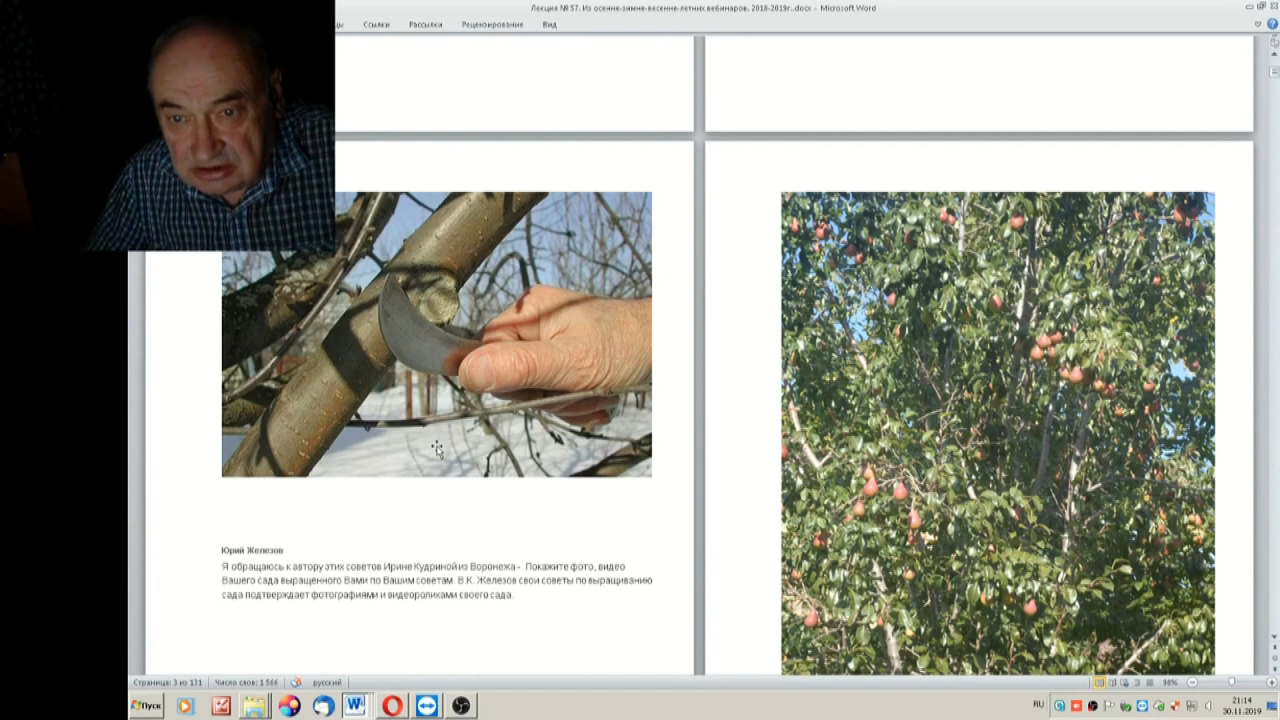 Лекция № 57. Из осенне-зимне-весенне-летних вебинаров. 2018-2019г..docx - Microsoft Word
Ссылки Рассылки Рецензирование Вид
Юрий Железов
Я обращаюсь к автору этих советов Ирине Кудриной из Воронежа - Покажите фото, видео
Вашего сада выращенного Вами по Вашим советам. В.К. Железов свои советы по выращиванию
сада подтверждает фотографиями и видеороликами своего сада.
Страница: 3 из 131 Число слов: 1 566 русский 98%
Пуск RU 21:14
30.11.2019